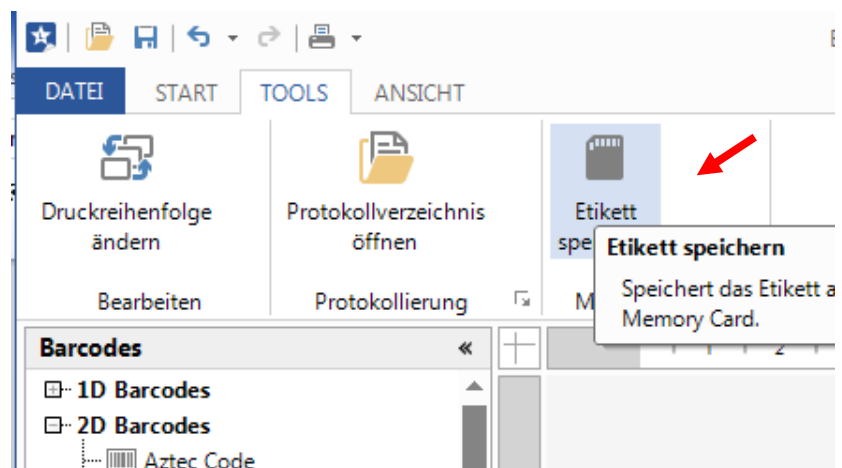 DATEI START TOOLS ANSICHT
Druckreihenfolge
ändern
Protokollverzeichnis
öffnen
Etikett
Etikett speichern
Speichert das Etikett
Memory Card.
Bearbeiten
Protokollierung
Barcodes
1D Barcodes
2D Barcodes
Aztec Code
2